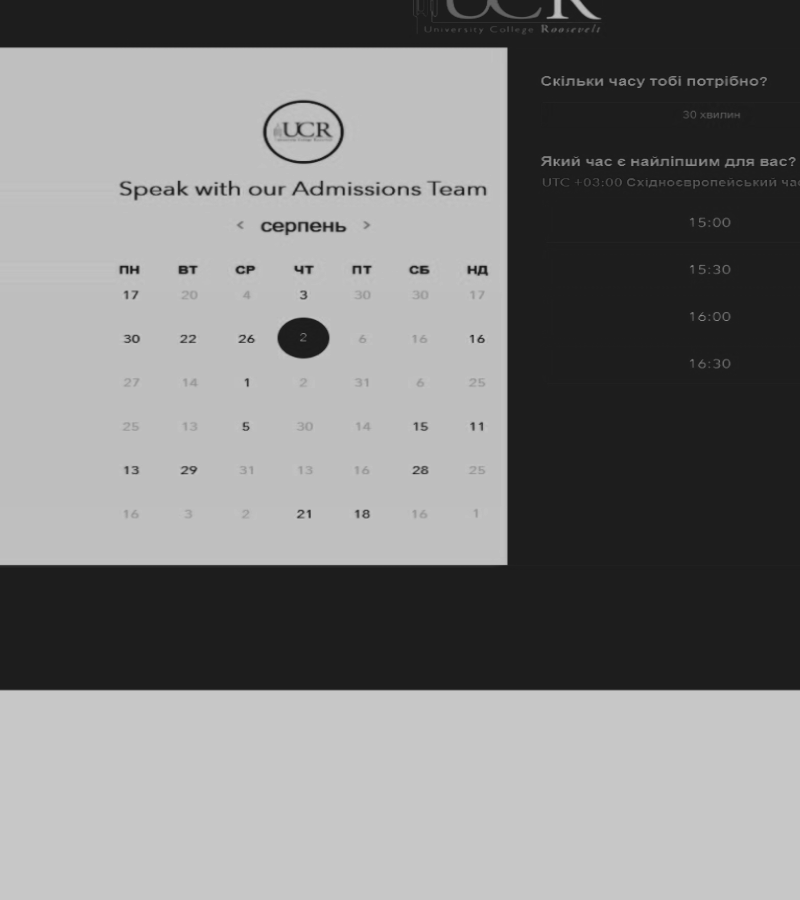 UCR
University College Roosevelt
UCR
Speak with our Admissions Team
< серпень >
ПН ВТ СР ЧТ ПТ СБ НД
17 20 4 3 30 30 17
30 22 26 2 6 16 16
27 14 1 2 31 6 25
25 13 5 30 14 15 11
13 29 31 13 16 28 25
16 3 2 21 18 16 1
Скільки часу тобі потрібно?
30 хвилин
Який час є найліпшим для вас?
UTC +03:00 Східноєвропейський час
15:00
15:30
16:00
16:30